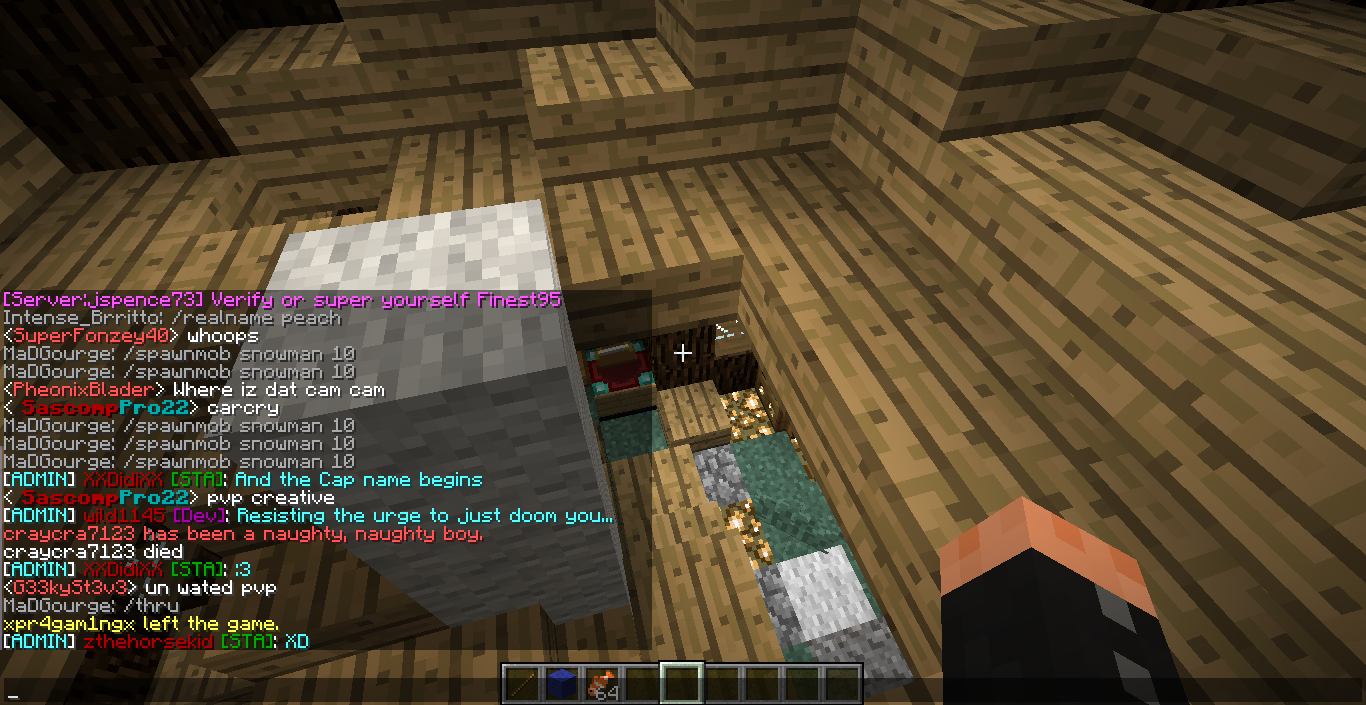 [Server:jspence73] Verify or super yourself Finest95
Intense_Brritto: /realname peach
<SuperFonzey40> whoops
MaDGourge: /spawnmob snowman 10
MaDGourge: /spawnmob snowman 10
<PheonixBlader> Where iz dat cam cam
< SascompPro22> carcry
MaDGourge: /spawnmob snowman 10
MaDGourge: /spawnmob snowman 10
MaDGourge: /spawnmob snowman 10
[ADMIN] XXDidiXX [STA]: And the Cap name begins
< SascompPro22> pvp creative
[ADMIN] wild1145 [Dev]: Resisting the urge to just doom you...
craycra7123 has been a naughty, naughty boy.
craycra7123 died
[ADMIN] XXDidiXX [STA]: :3
<G33kySt3v3> un wated pvp
MaDGourge: /thru
xpr4gam1ngx left the game.
[ADMIN] zthehorsekid [STA]: XD
64
_